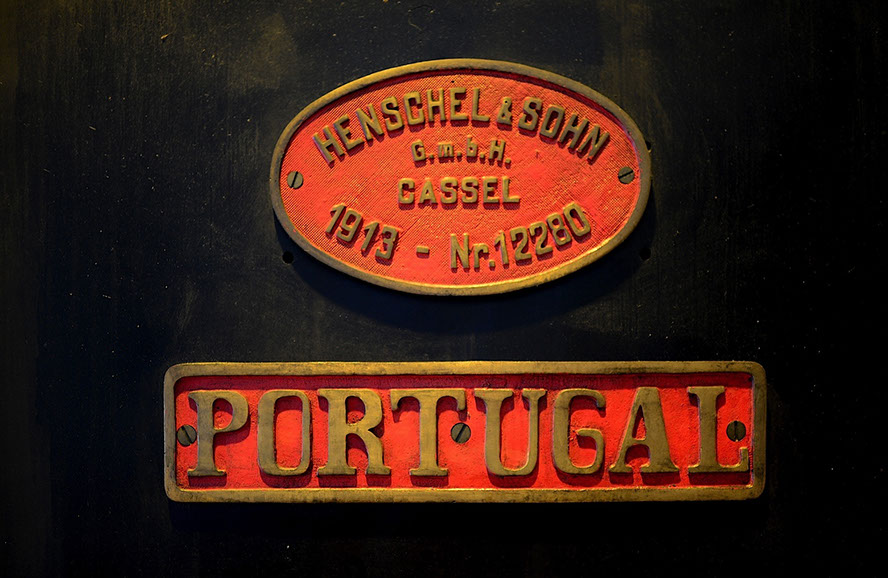 HENSCHEL & SOHN
G.m.b.H.
CASSEL
1913 - Nr. 12280
PORTUGAL